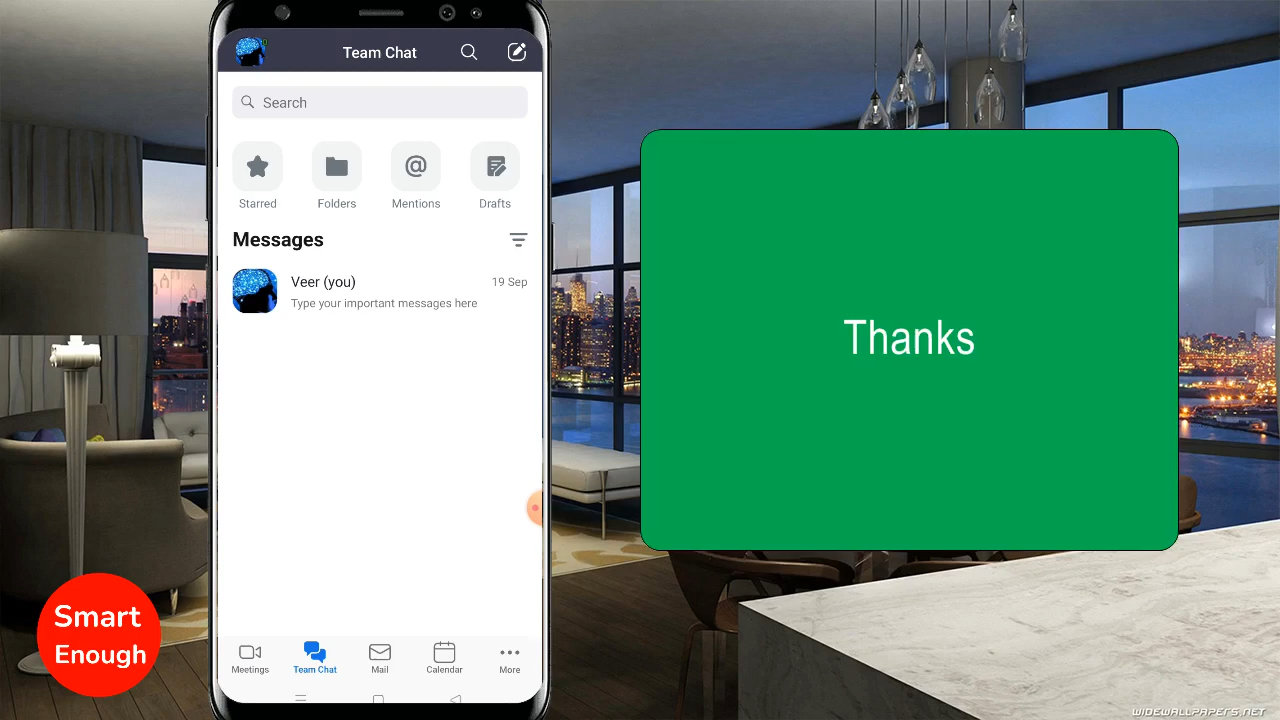 Team Chat
Search
Starred
Folders
Mentions
Drafts
Messages
Veer (you)
19 Sep
Type your important messages here
Meetings
Team Chat
Mail
Calendar
More
Thanks
Smart
Enough
WIDEWALLPAPERS.NET